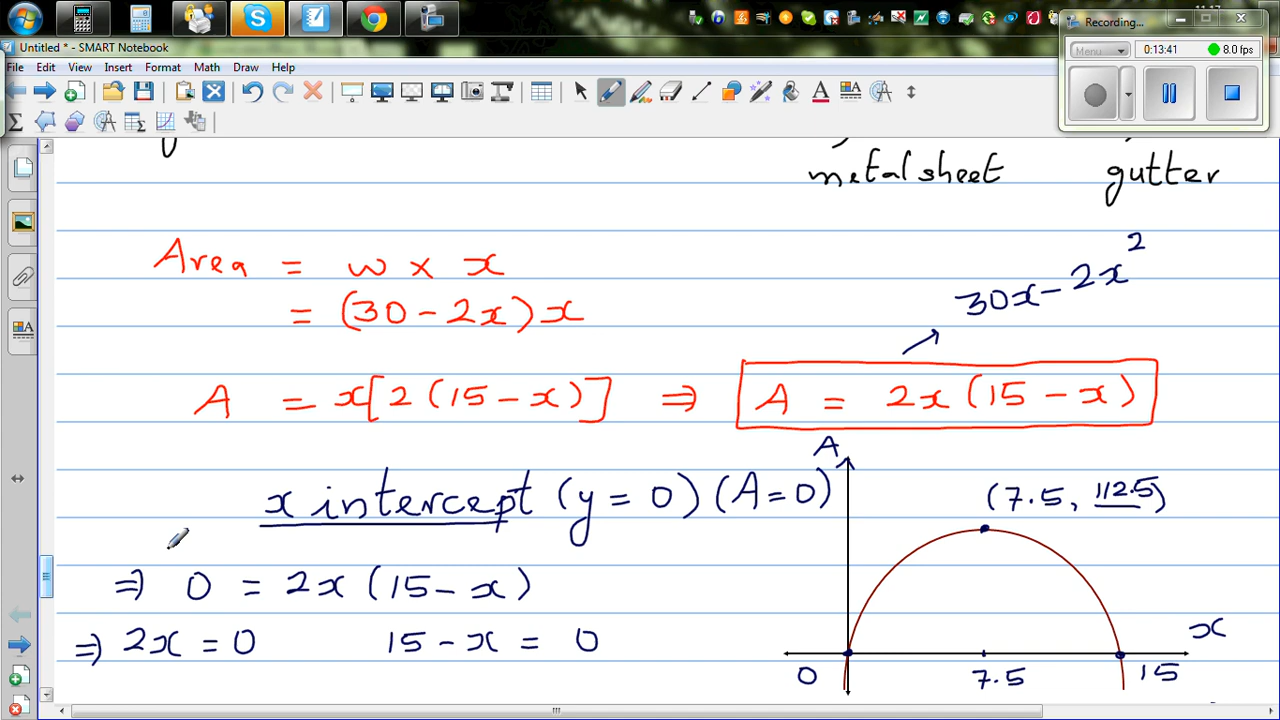 Untitled * - SMART Notebook
Recording...
File Edit View Insert Format Math Draw Help
Menu
0:13:41
8.0 fps
metal sheet
gutter
Area = w × x
= (30 - 2x) x
30x - 2x²
A = x[2(15 - x)] ⇒ A = 2x(15 - x)
x intercept (y = 0) (A = 0)
A
(7.5, 112.5)
⇒ 0 = 2x(15 - x)
⇒ 2x = 0 15 - x = 0
x
0 7.5 15